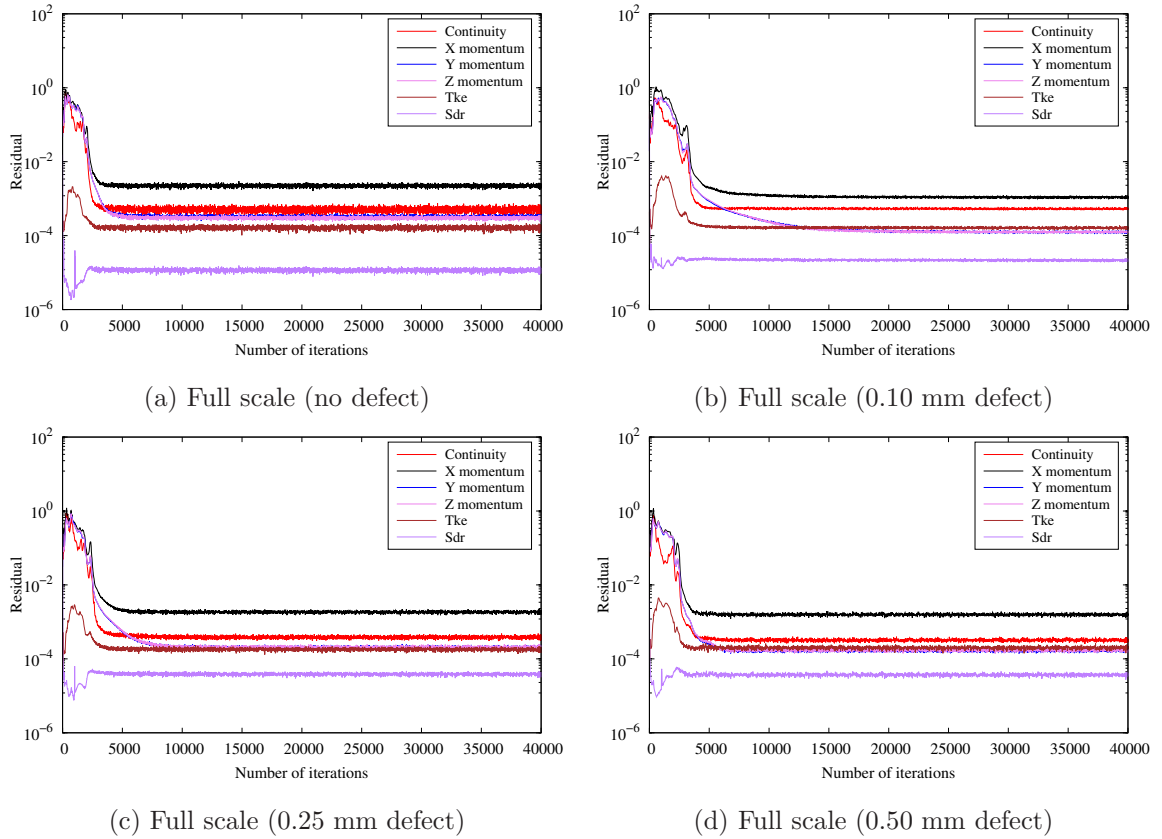 10^2
10^0
10^-2
10^-4
10^-6
Residual
0 5000 10000 15000 20000 25000 30000 35000 40000
Number of iterations
Continuity
X momentum
Y momentum
Z momentum
Tke
Sdr
(a) Full scale (no defect)
10^2
10^0
10^-2
10^-4
10^-6
Residual
0 5000 10000 15000 20000 25000 30000 35000 40000
Number of iterations
Continuity
X momentum
Y momentum
Z momentum
Tke
Sdr
(b) Full scale (0.10 mm defect)
10^2
10^0
10^-2
10^-4
10^-6
Residual
0 5000 10000 15000 20000 25000 30000 35000 40000
Number of iterations
Continuity
X momentum
Y momentum
Z momentum
Tke
Sdr
(c) Full scale (0.25 mm defect)
10^2
10^0
10^-2
10^-4
10^-6
Residual
0 5000 10000 15000 20000 25000 30000 35000 40000
Number of iterations
Continuity
X momentum
Y momentum
Z momentum
Tke
Sdr
(d) Full scale (0.50 mm defect)